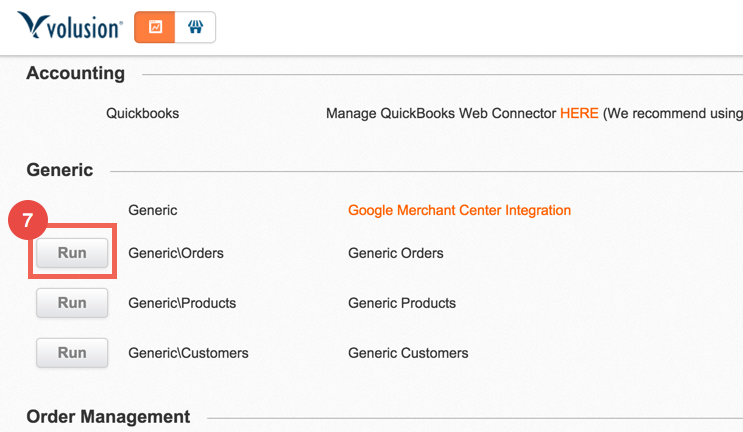 volusion
Accounting
Quickbooks Manage QuickBooks Web Connector HERE (We recommend using
Generic
Generic Google Merchant Center Integration
7
Run Generic\Orders Generic Orders
Run Generic\Products Generic Products
Run Generic\Customers Generic Customers
Order Management